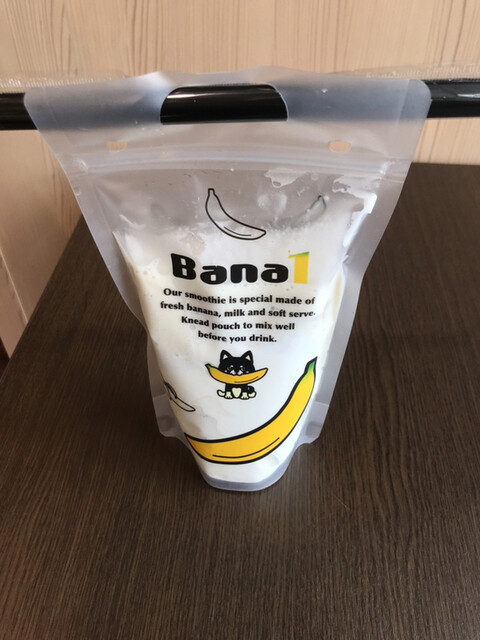 Bana1
Our smoothie is special made of
fresh banana, milk and soft serve.
Knead pouch to mix well
before you drink.